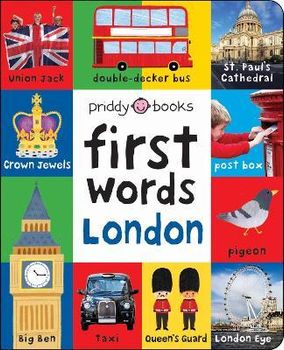 Union Jack
double-decker bus
St. Paul's
Cathedral
priddy books
Crown Jewels
first
words
London
post box
pigeon
Big Ben
taxi
Queen's Guard
London Eye